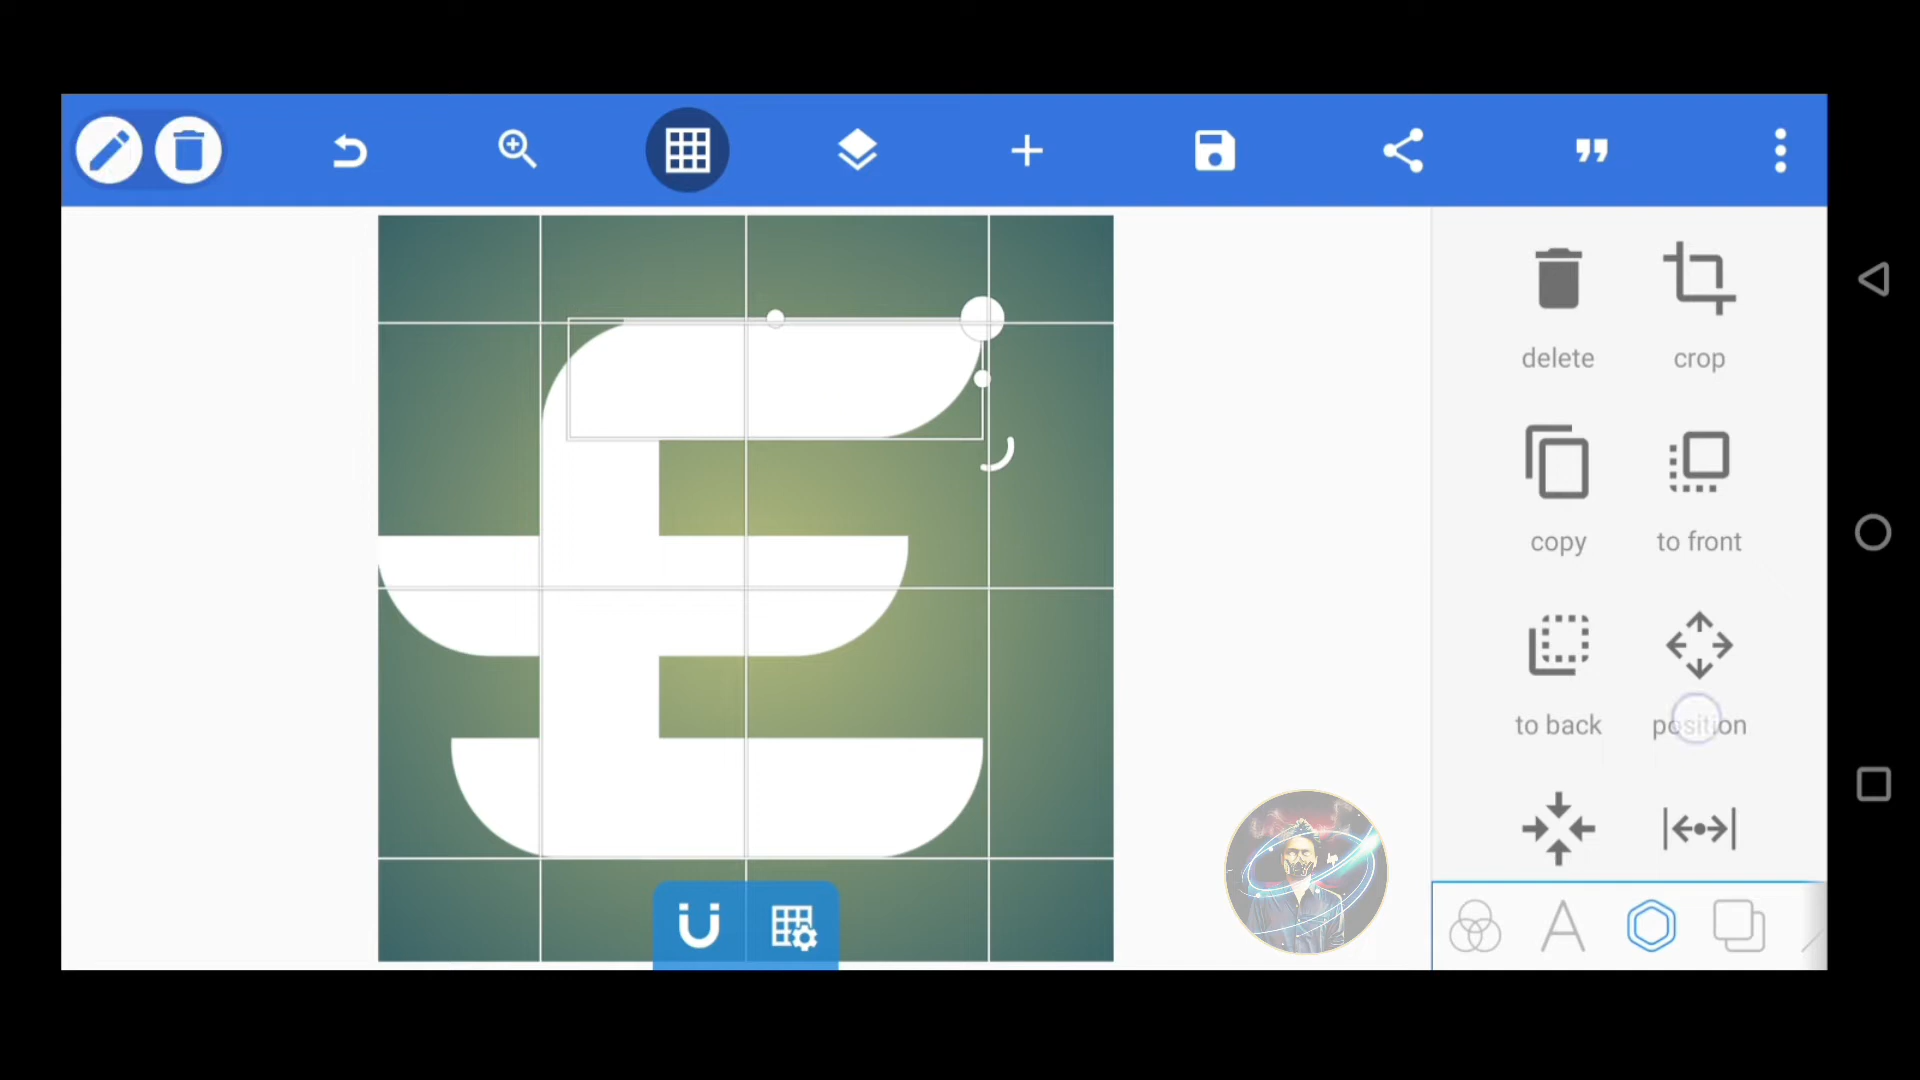 delete
crop
copy
to front
to back
position